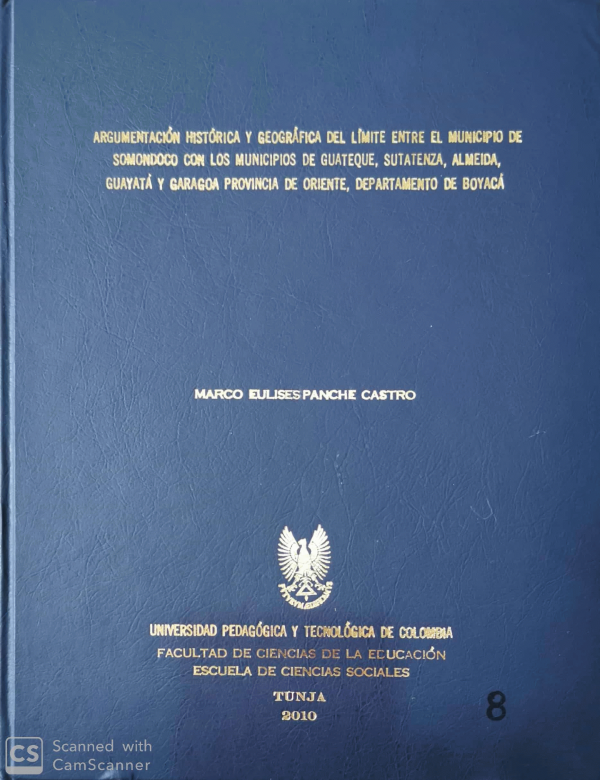 ARGUMENTACIÓN HISTÓRICA Y GEOGRÁFICA DEL LÍMITE ENTRE EL MUNICIPIO DE
SOMONDOCO CON LOS MUNICIPIOS DE GUATEQUE, SUTATENZA, ALMEIDA,
GUAYATÁ Y GARAGOA PROVINCIA DE ORIENTE, DEPARTAMENTO DE BOYACÁ
MARCO EULISES PANCHE CASTRO
UNIVERSIDAD PEDAGÓGICA Y TECNOLÓGICA DE COLOMBIA
FACULTAD DE CIENCIAS DE LA EDUCACIÓN
ESCUELA DE CIENCIAS SOCIALES
TUNJA
2010
8
CS Scanned with
CamScanner